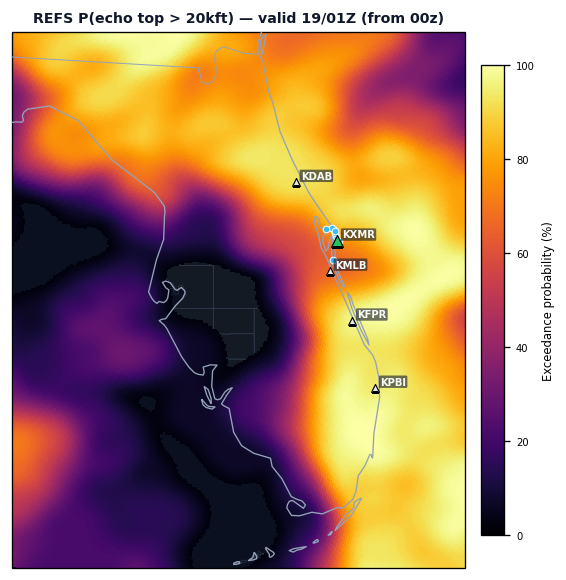 REFS P(echo top > 20kft) — valid 19/01Z (from 00z)
KDAB
KXMR
KMLB
KFPR
KPBI
100
80
60
40
20
0
Exceedance probability (%)